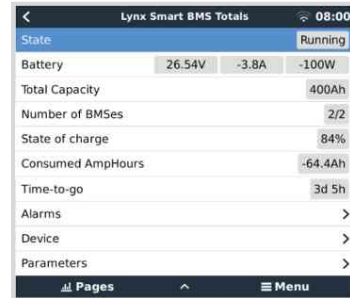 Lynx Smart BMS Totals 08:00
State Running
Battery 26.54V -3.8A -100W
Total Capacity 400Ah
Number of BMSes 2/2
State of charge 84%
Consumed AmpHours -64.4Ah
Time-to-go 3d 5h
Alarms
Device
Parameters
Pages Menu